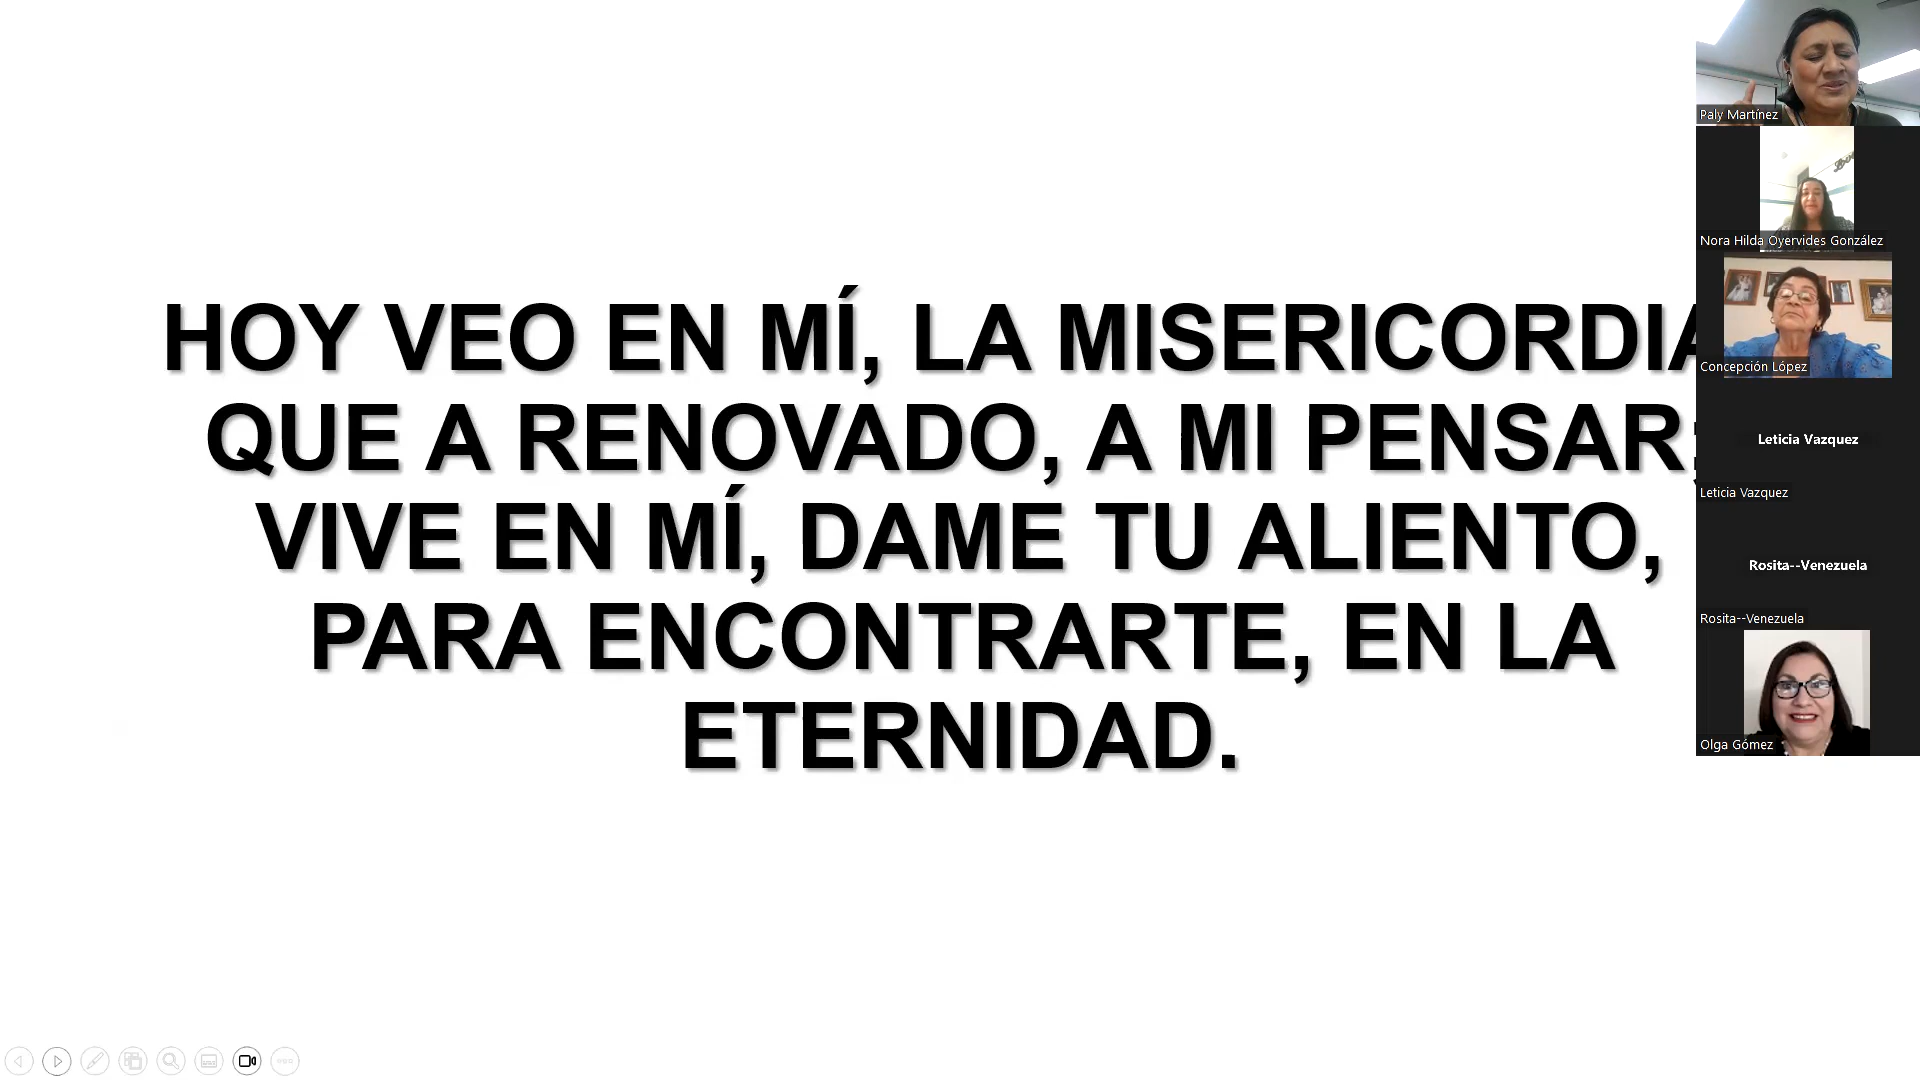 HOY VEO EN MÍ, LA MISERICORDIA
QUE A RENOVADO, A MI PENSAR;
VIVE EN MÍ, DAME TU ALIENTO,
PARA ENCONTRARTE, EN LA
ETERNIDAD.
Paly Martínez
Nora Hilda Oyervides González
Concepción López
Leticia Vazquez
Leticia Vazquez
Rosita--Venezuela
Rosita--Venezuela
Olga Gómez